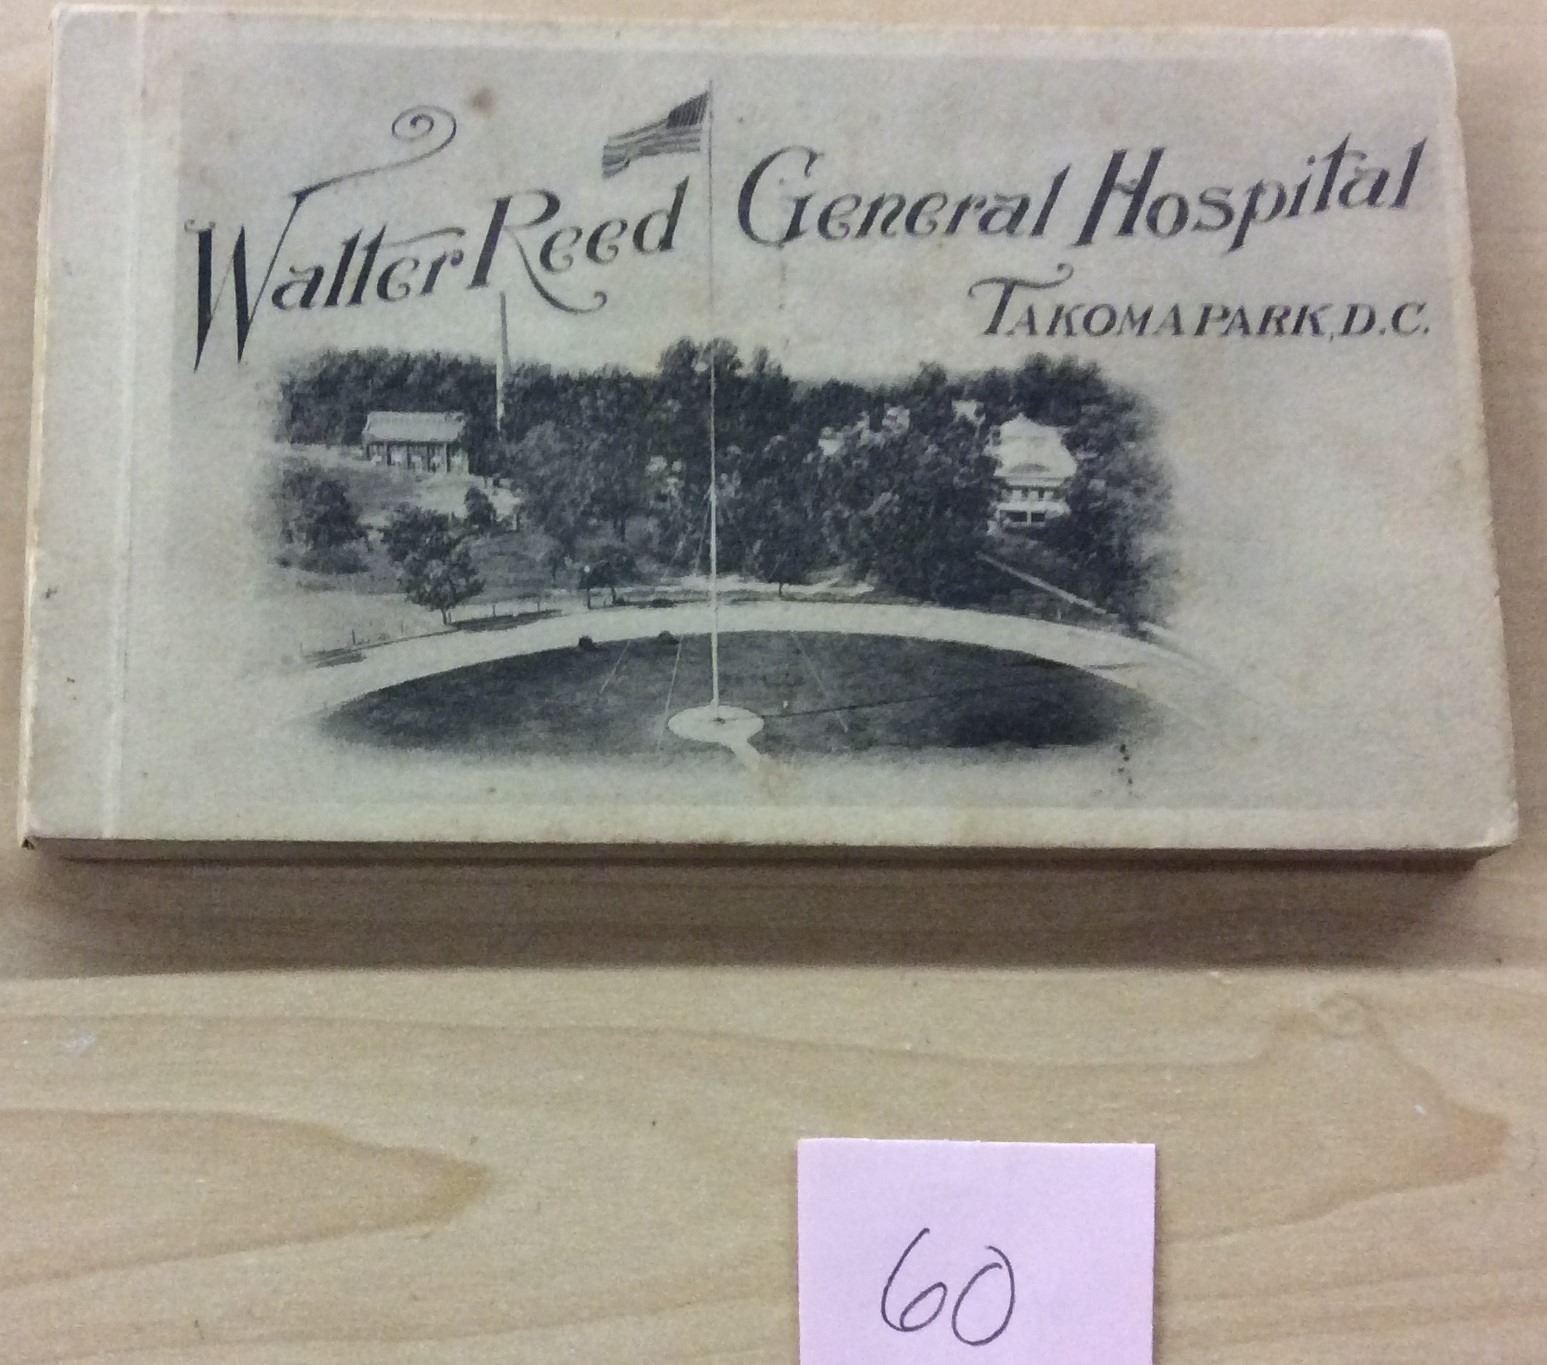 Walter Reed General Hospital
TAKOMA PARK, D.C.
60